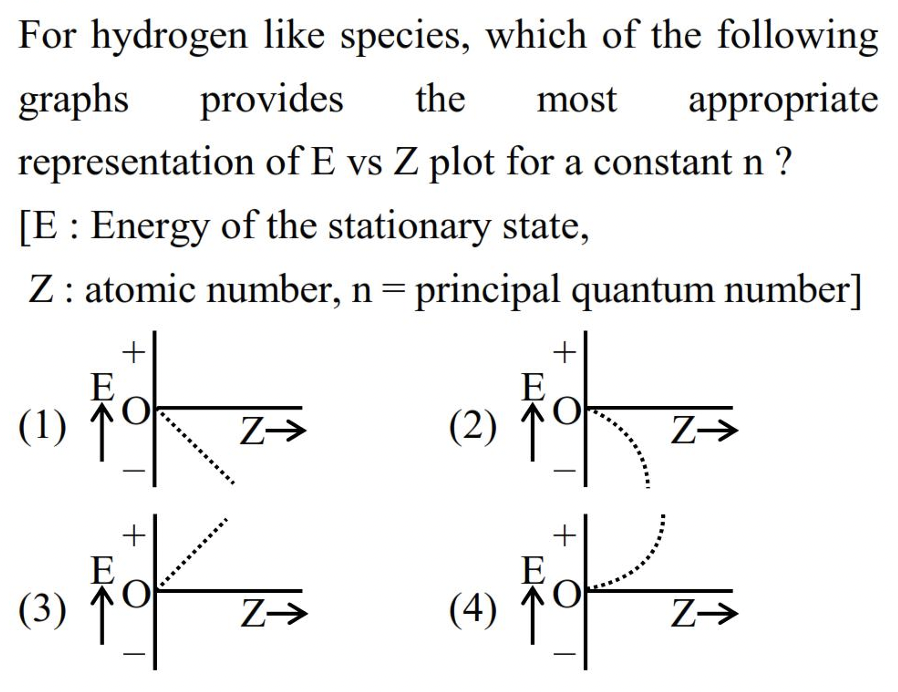 For hydrogen like species, which of the following
graphs provides the most appropriate
representation of E vs Z plot for a constant n ?
[E : Energy of the stationary state,
Z : atomic number, n = principal quantum number]
(1) E + O – Z→
(2) E + O – Z→
(3) E + O – Z→
(4) E + O – Z→